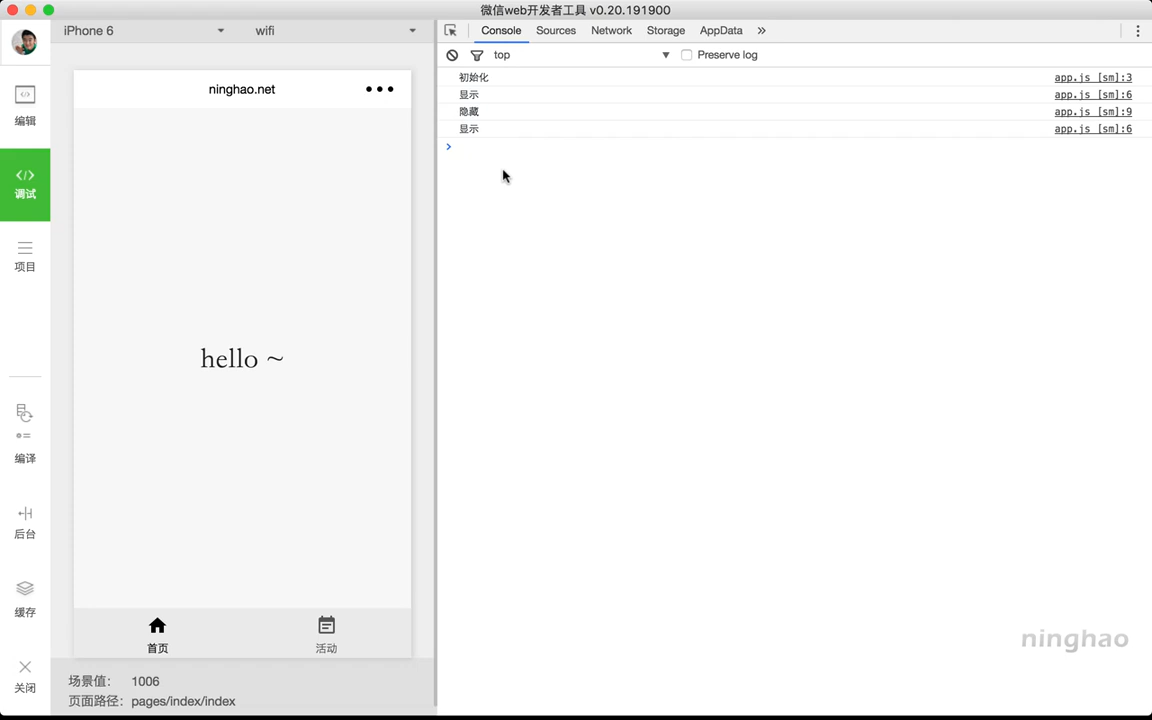 微信web开发者工具 v0.20.191900
iPhone 6
wifi
Console
Sources
Network
Storage
AppData
top
Preserve log
初始化
app.js [sm]:3
显示
app.js [sm]:6
隐藏
app.js [sm]:9
显示
app.js [sm]:6
编辑
调试
项目
编译
后台
缓存
关闭
ninghao.net
hello ~
首页
活动
场景值: 1006
页面路径: pages/index/index
ninghao